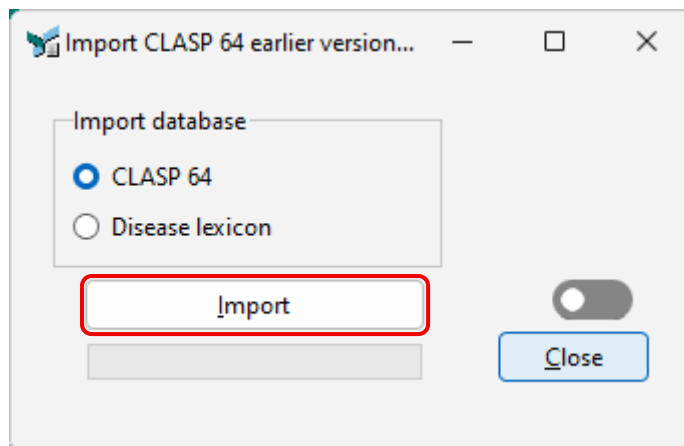 Import CLASP 64 earlier version...
Import database
CLASP 64
Disease lexicon
Import
Close